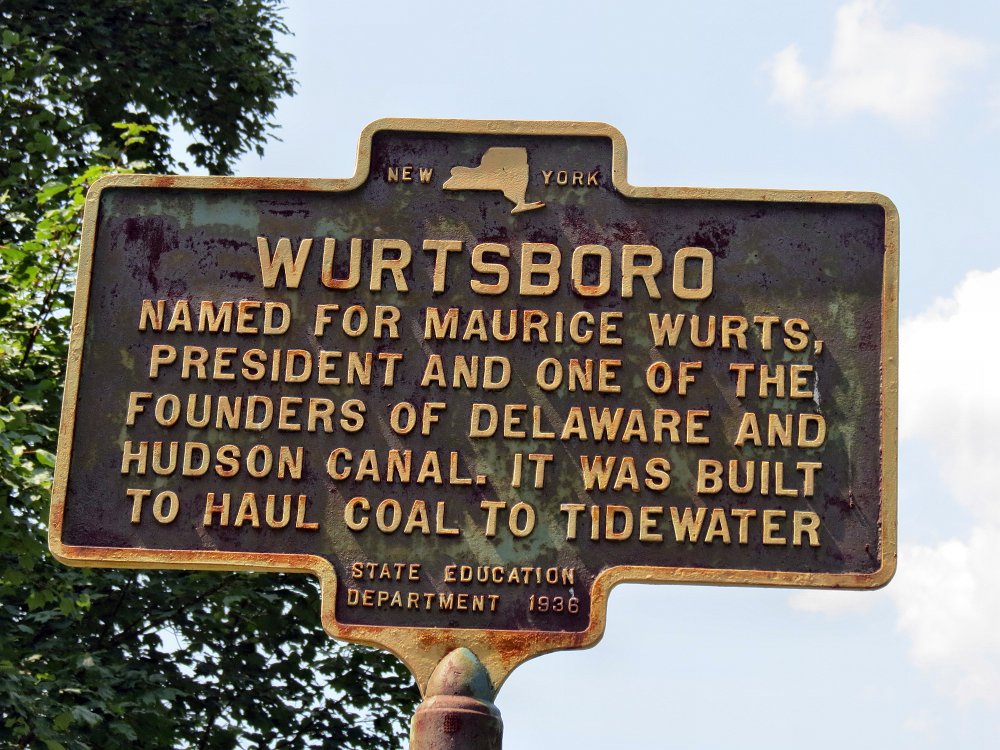 NEW YORK
WURTSBORO
NAMED FOR MAURICE WURTS,
PRESIDENT AND ONE OF THE
FOUNDERS OF DELAWARE AND
HUDSON CANAL. IT WAS BUILT
TO HAUL COAL TO TIDEWATER
STATE EDUCATION
DEPARTMENT 1936